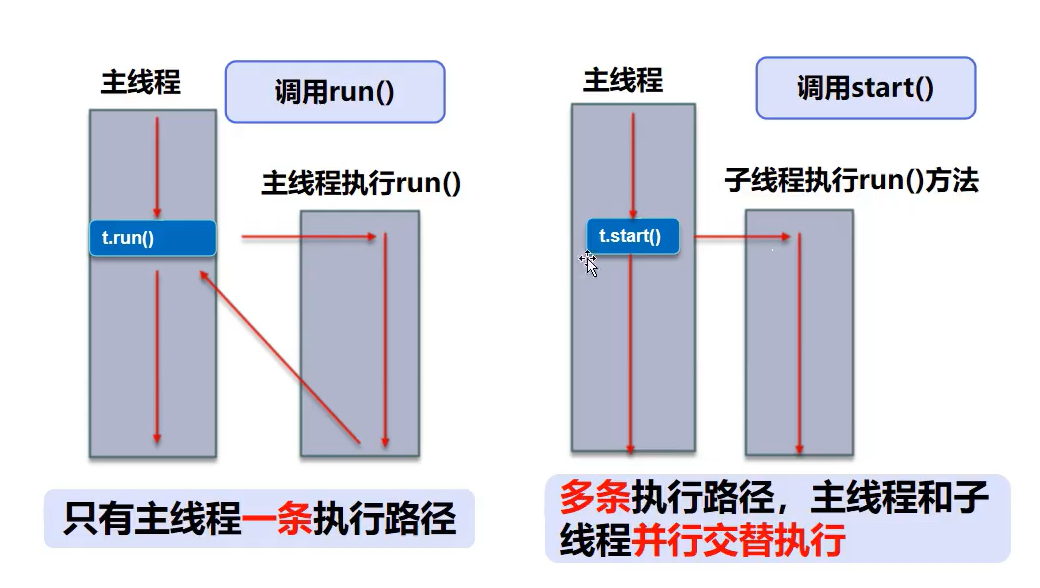 主线程
调用run()
主线程执行run()
t.run()
只有主线程一条执行路径
主线程
调用start()
子线程执行run()方法
t.start()
多条执行路径，主线程和子
线程并行交替执行